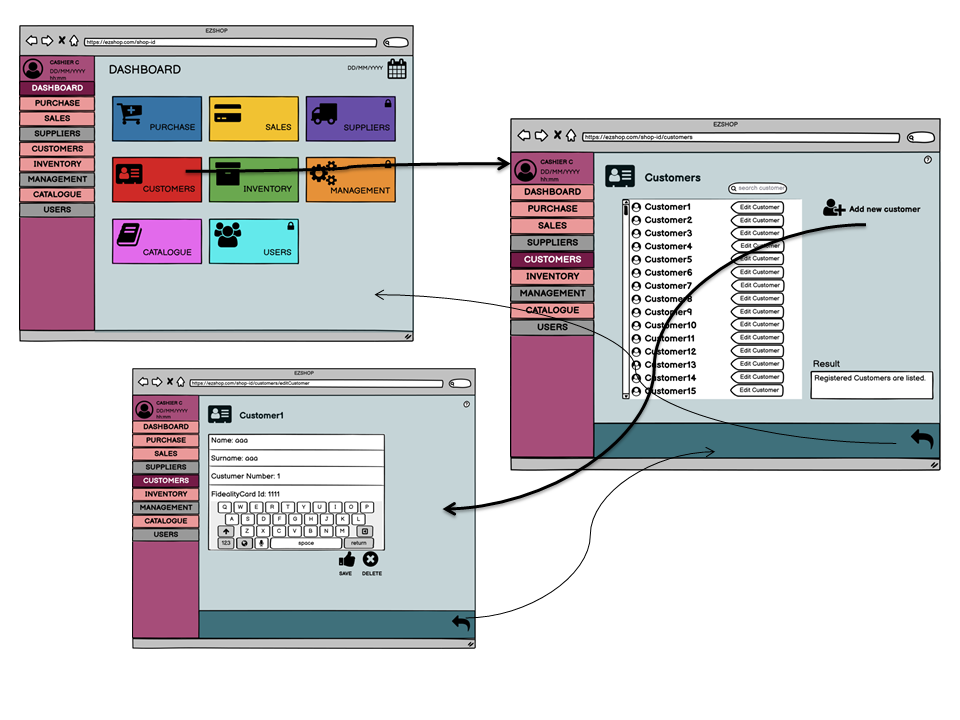 EZSHOP
https://ezshop.com/shop-id
CASHIER C
DD/MM/YYYY
hh:mm
DASHBOARD
PURCHASE
SALES
SUPPLIERS
CUSTOMERS
INVENTORY
MANAGEMENT
CATALOGUE
USERS
DASHBOARD
DD/MM/YYYY
PURCHASE
SALES
SUPPLIERS
CUSTOMERS
INVENTORY
MANAGEMENT
CATALOGUE
USERS
EZSHOP
https://ezshop.com/shop-id/customers
CASHIER C
DD/MM/YYYY
hh:mm
DASHBOARD
PURCHASE
SALES
SUPPLIERS
CUSTOMERS
INVENTORY
MANAGEMENT
CATALOGUE
USERS
Customers
search customer
Customer1 Edit Customer
Customer2 Edit Customer
Customer3 Edit Customer
Customer4 Edit Customer
Customer5 Edit Customer
Customer6 Edit Customer
Customer7 Edit Customer
Customer8 Edit Customer
Customer9 Edit Customer
Customer10 Edit Customer
Customer11 Edit Customer
Customer12 Edit Customer
Customer13 Edit Customer
Customer14 Edit Customer
Customer15 Edit Customer
Add new customer
Result
Registered Customers are listed.
EZSHOP
https://ezshop.com/shop-id/customers/editCustomer
CASHIER C
DD/MM/YYYY
hh:mm
DASHBOARD
PURCHASE
SALES
SUPPLIERS
CUSTOMERS
INVENTORY
MANAGEMENT
CATALOGUE
USERS
Customer1
Name: aaa
Surname: aaa
Custumer Number: 1
FidealityCard Id: 1111
Q W E R T Y U I O P
A S D F G H J K L
Z X C V B N M
123 space return
SAVE DELETE